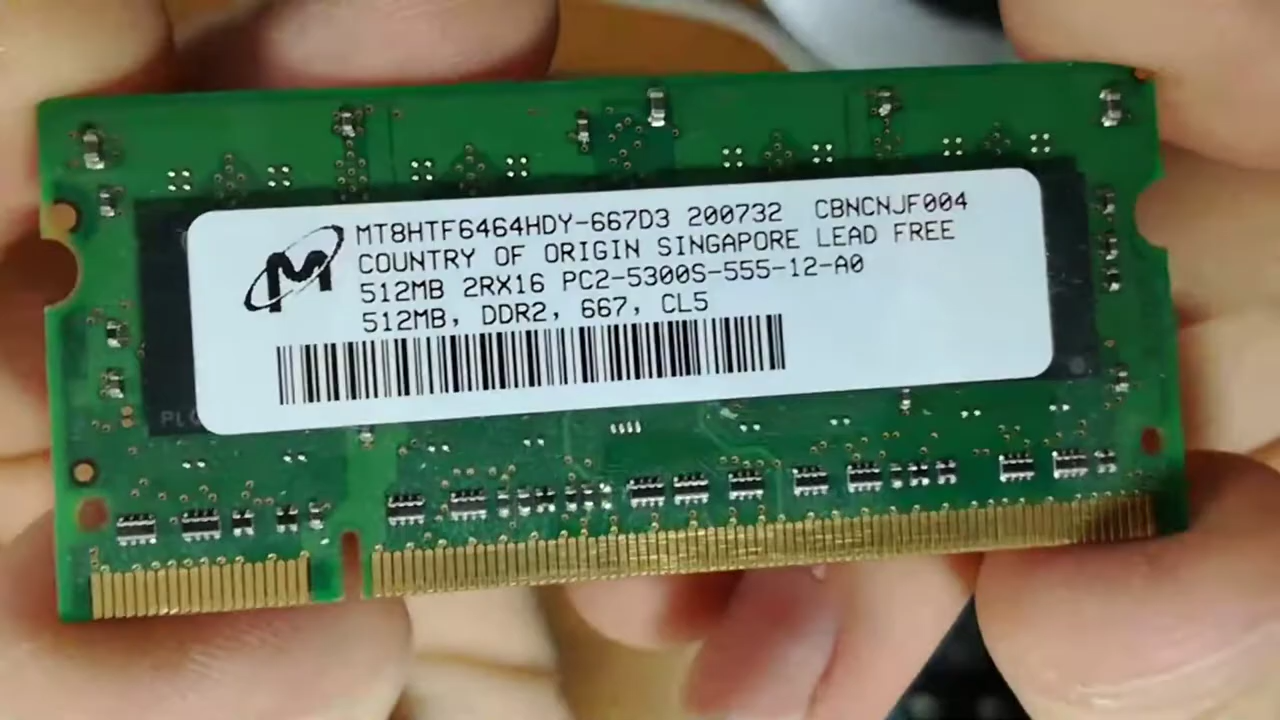 MT8HTF6464HDY-667D3 200732 CBNCNJF004
COUNTRY OF ORIGIN SINGAPORE LEAD FREE
512MB 2RX16 PC2-5300S-555-12-A0
512MB, DDR2, 667, CL5